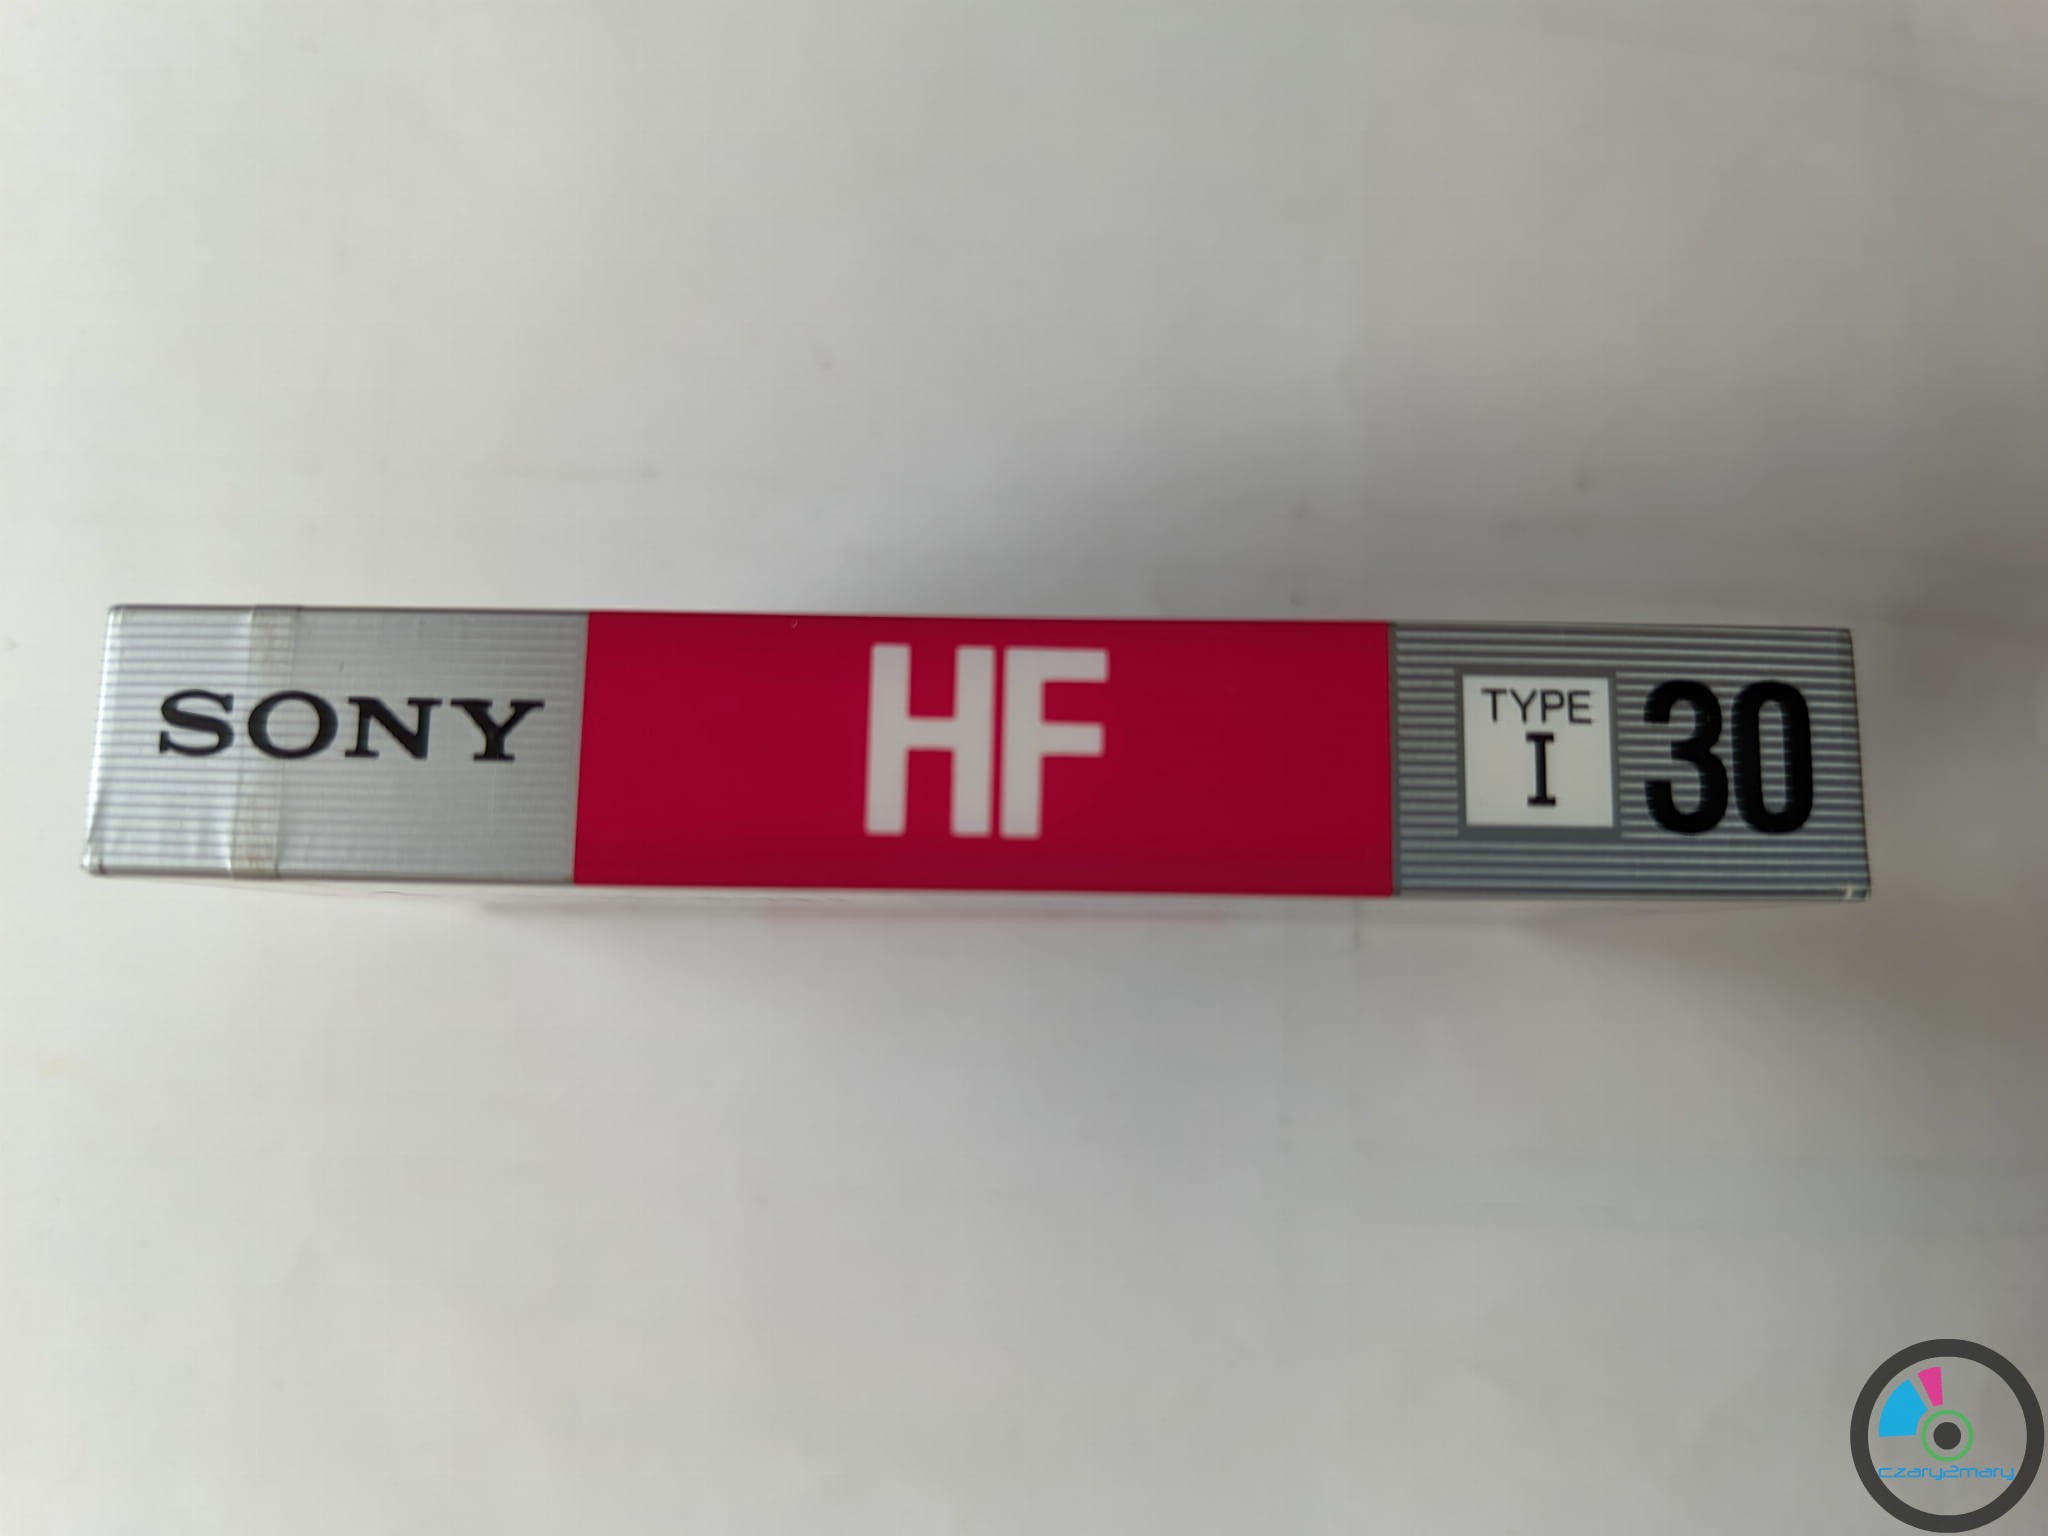 SONY
HF
TYPE
I
30
czary2mary